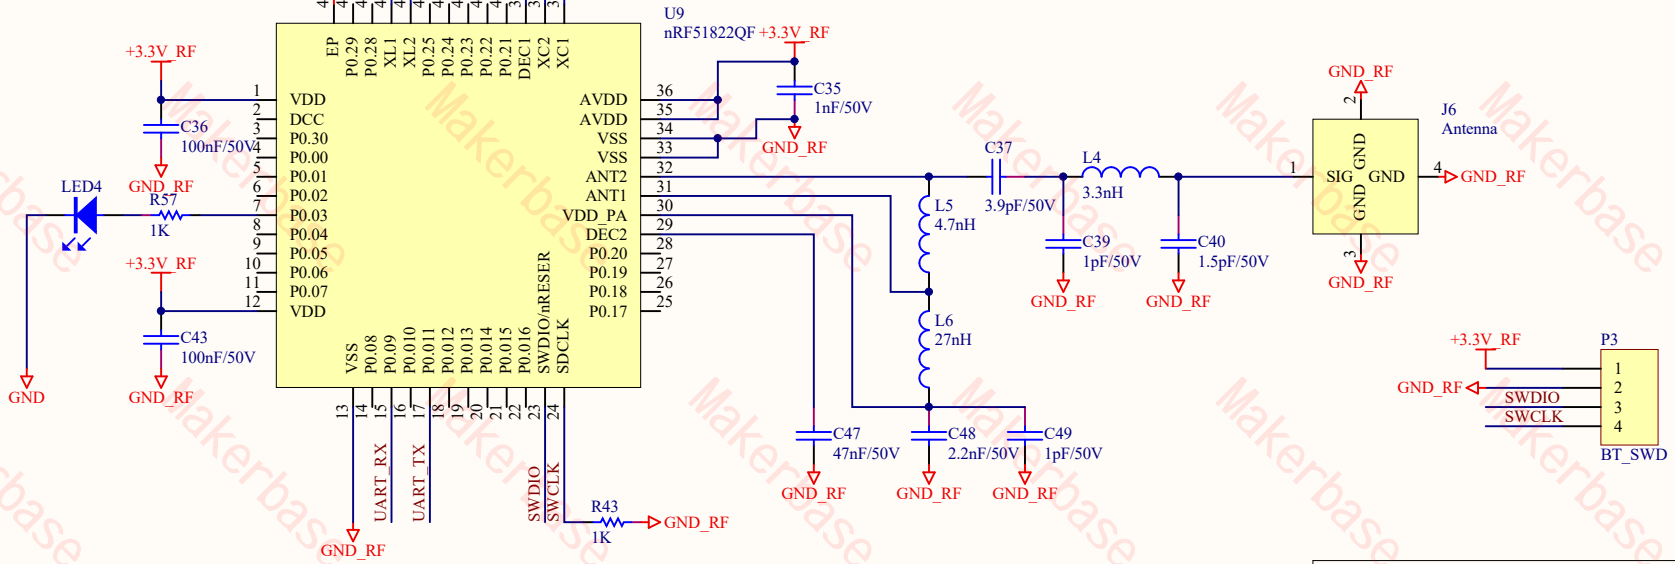 U9
nRF51822QF
+3.3V_RF
EP
P0.29
P0.28
XL1
XL2
P0.25
P0.24
P0.23
P0.22
P0.21
DEC1
XC2
XC1
+3.3V_RF
1 VDD
2 DCC
3 P0.30
4 P0.00
5 P0.01
6 P0.02
7 P0.03
8 P0.04
9 P0.05
10 P0.06
11 P0.07
12 VDD
C36
100nF/50V
GND_RF
LED4
R57
1K
+3.3V_RF
C43
100nF/50V
GND
GND_RF
AVDD 36
AVDD 35
VSS 34
VSS 33
ANT2 32
ANT1 31
VDD_PA 30
DEC2 29
P0.20 28
P0.19 27
P0.18 26
P0.17 25
C35
1nF/50V
GND_RF
VSS
P0.08
P0.09
P0.010
P0.011
P0.012
P0.013
P0.014
P0.015
P0.016
SWDIO/nRESER
SDCLK
13
14
15
16
17
18
19
20
21
22
23
24
UART_RX
UART_TX
SWDIO
SWCLK
GND_RF
R43
1K
GND_RF
C37
3.9pF/50V
L4
3.3nH
L5
4.7nH
L6
27nH
C39
1pF/50V
GND_RF
C40
1.5pF/50V
GND_RF
C47
47nF/50V
GND_RF
C48
2.2nF/50V
GND_RF
C49
1pF/50V
GND_RF
GND_RF
2
J6
Antenna
1
SIG
GND
GND
GND
4
GND_RF
3
GND_RF
+3.3V_RF
GND_RF
SWDIO
SWCLK
P3
1
2
3
4
BT_SWD
Makerbase
Makerbase
Makerbase
Makerbase
Makerbase
Makerbase
Makerbase
Makerbase
Makerbase
Makerbase